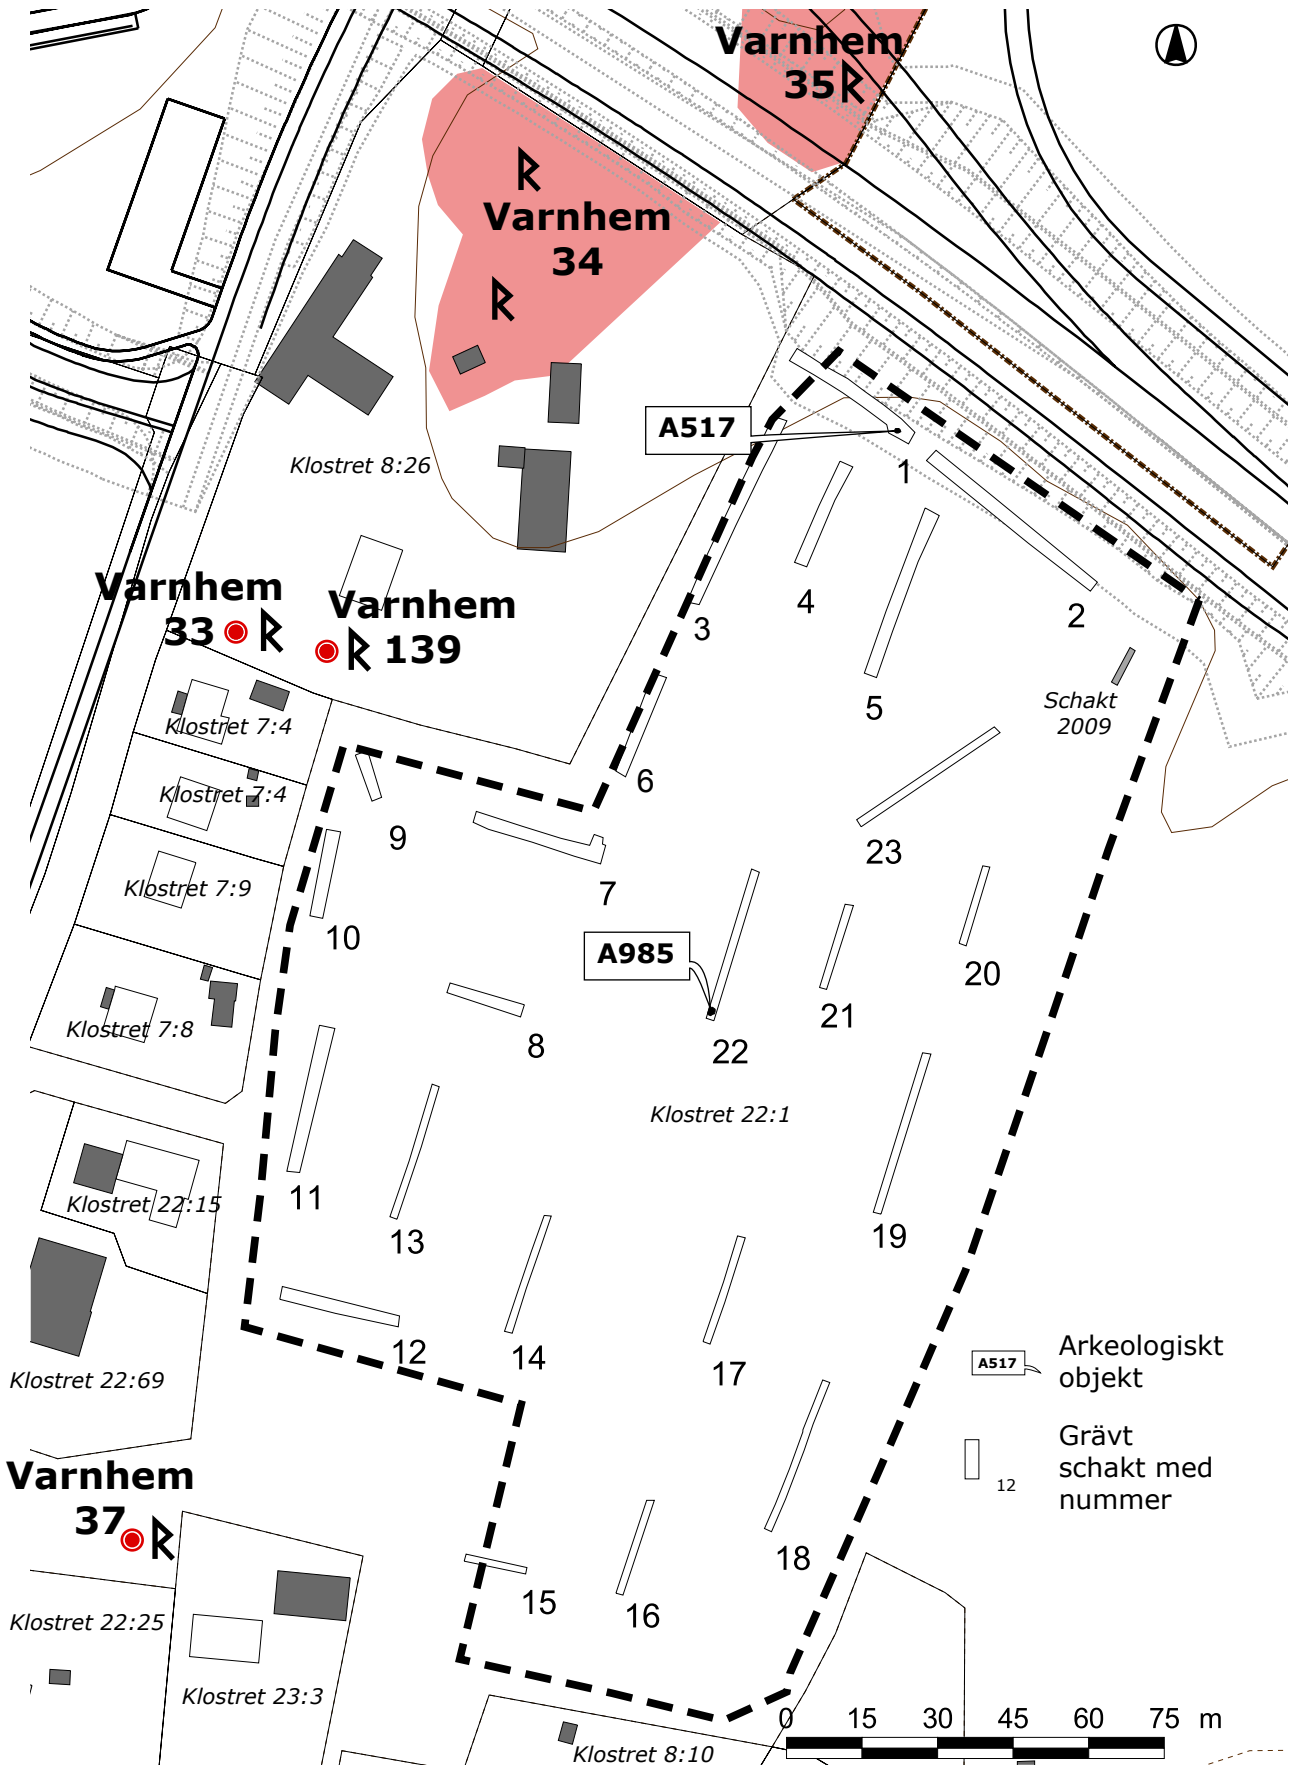 Varnhem
35
Varnhem
34
A517
Klostret 8:26
1
2
3
4
5
Varnhem
33
Varnhem
139
Klostret 7:4
Schakt
2009
6
Klostret 7:4
9
23
7
Klostret 7:9
10
A985
20
21
8
22
Klostret 7:8
Klostret 22:1
11
Klostret 22:15
13
19
12
14
17
Klostret 22:69
A517
Arkeologiskt
objekt
Grävt
schakt med
nummer
12
Varnhem
37
18
15
16
Klostret 22:25
Klostret 23:3
0 15 30 45 60 75 m
Klostret 8:10